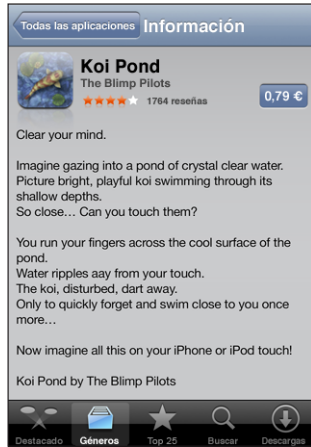 Todas las aplicaciones Información
Koi Pond
The Blimp Pilots
1764 reseñas
0,79 €
Clear your mind.
Imagine gazing into a pond of crystal clear water.
Picture bright, playful koi swimming through its
shallow depths.
So close... Can you touch them?
You run your fingers across the cool surface of the
pond.
Water ripples aay from your touch.
The koi, disturbed, dart away.
Only to quickly forget and swim close to you once
more...
Now imagine all this on your iPhone or iPod touch!
Koi Pond by The Blimp Pilots
Destacado Géneros Top 25 Buscar Descargas